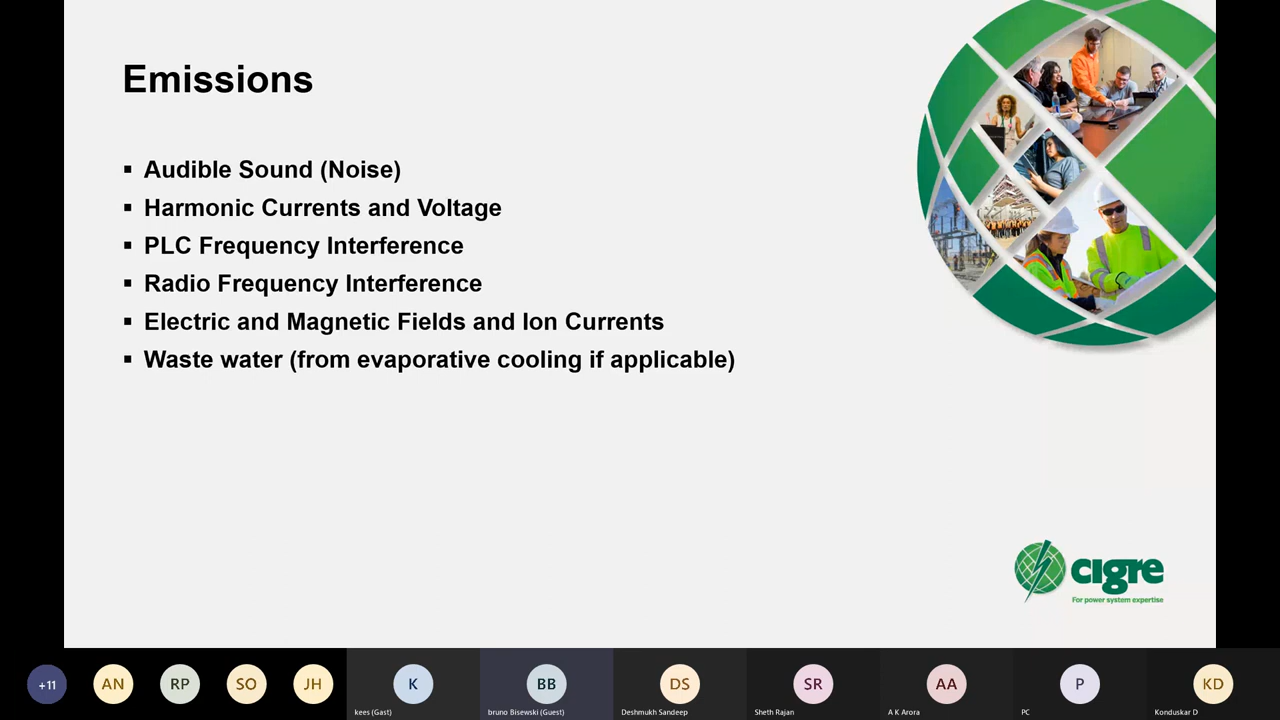 Emissions
▪ Audible Sound (Noise)
▪ Harmonic Currents and Voltage
▪ PLC Frequency Interference
▪ Radio Frequency Interference
▪ Electric and Magnetic Fields and Ion Currents
▪ Waste water (from evaporative cooling if applicable)
cigre
For power system expertise
+11
AN
RP
SO
JH
K
BB
DS
SR
AA
P
KD
kees (Gast)
bruno Bisewski (Guest)
Deshmukh Sandeep
Sheth Rajan
A K Arora
PC
Konduskar D